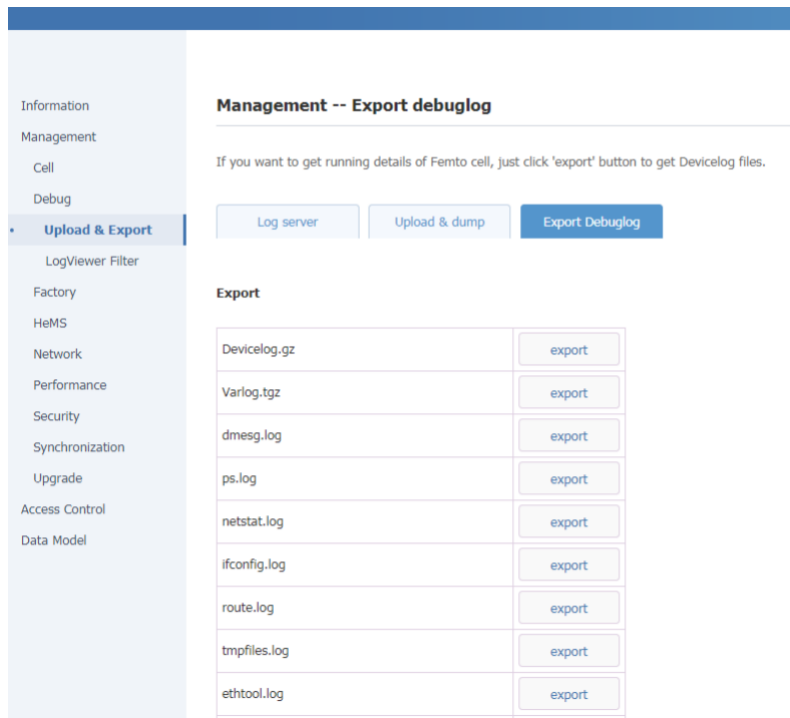 Information
Management
Cell
Debug
Upload & Export
LogViewer Filter
Factory
HeMS
Network
Performance
Security
Synchronization
Upgrade
Access Control
Data Model
Management -- Export debuglog
If you want to get running details of Femto cell, just click 'export' button to get Devicelog files.
Log server
Upload & dump
Export Debuglog
Export
Devicelog.gz export
Varlog.tgz export
dmesg.log export
ps.log export
netstat.log export
ifconfig.log export
route.log export
tmpfiles.log export
ethtool.log export